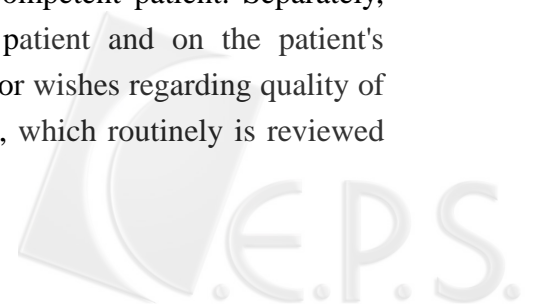 competent patient. Separately,
patient and on the patient's
or wishes regarding quality of
, which routinely is reviewed
C.E.P.S.